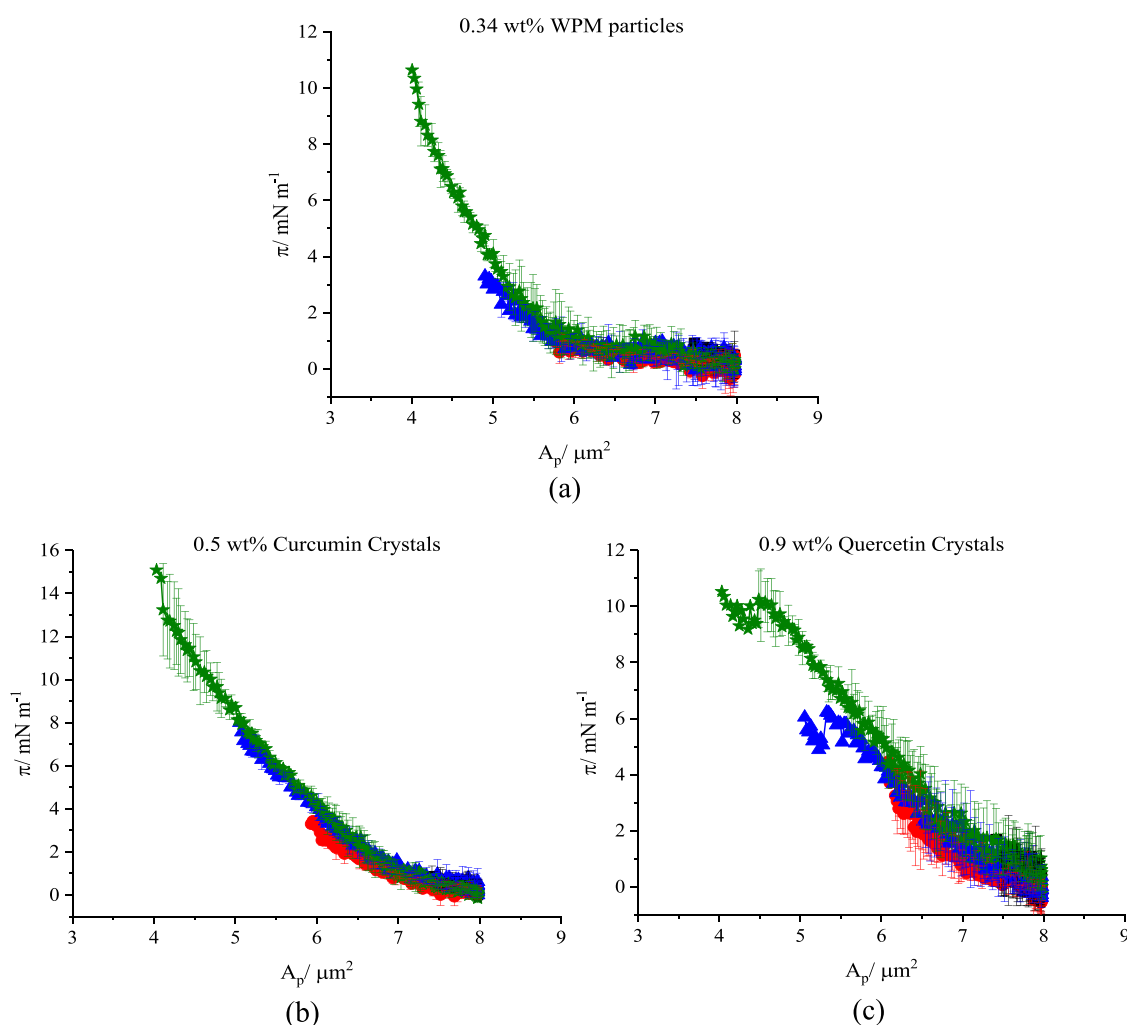 0.34 wt% WPM particles
12
10
8
6
4
2
0
π/ mN m⁻¹
3 4 5 6 7 8 9
Aₚ/ μm²
(a)
0.5 wt% Curcumin Crystals
16
14
12
10
8
6
4
2
0
π/ mN m⁻¹
3 4 5 6 7 8 9
Aₚ/ μm²
(b)
0.9 wt% Quercetin Crystals
12
10
8
6
4
2
0
π/ mN m⁻¹
3 4 5 6 7 8 9
Aₚ/ μm²
(c)